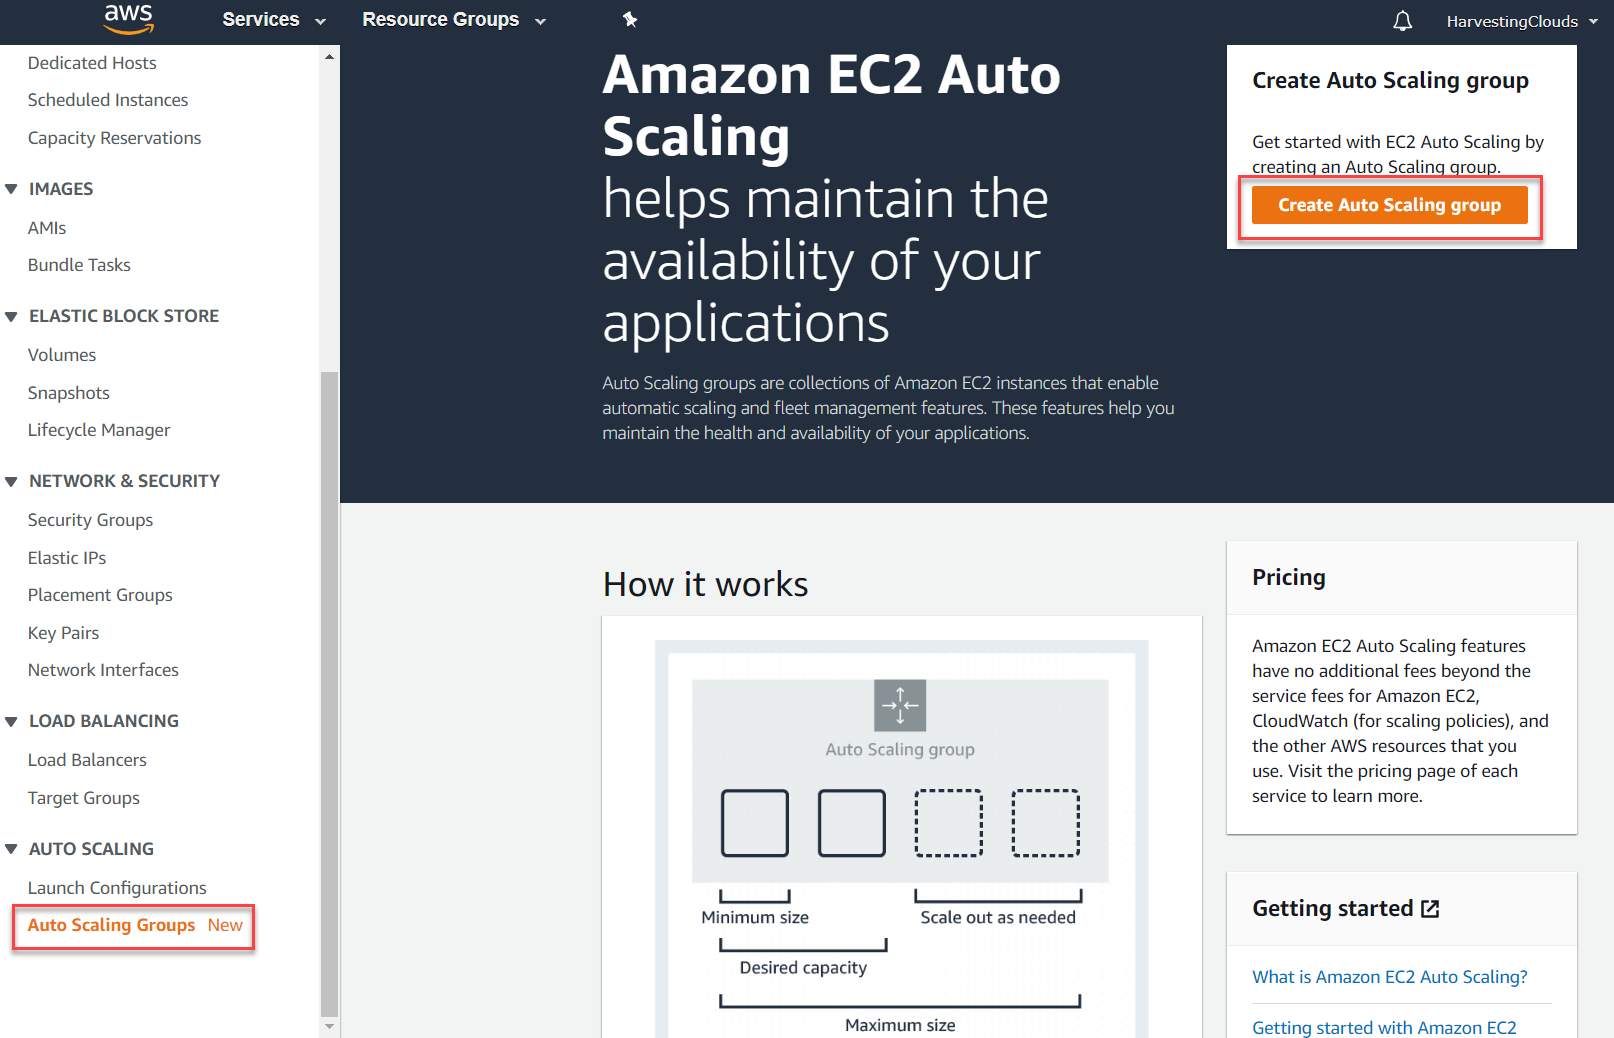 aws
Services
Resource Groups
HarvestingClouds
Dedicated Hosts
Scheduled Instances
Capacity Reservations
IMAGES
AMIs
Bundle Tasks
ELASTIC BLOCK STORE
Volumes
Snapshots
Lifecycle Manager
NETWORK & SECURITY
Security Groups
Elastic IPs
Placement Groups
Key Pairs
Network Interfaces
LOAD BALANCING
Load Balancers
Target Groups
AUTO SCALING
Launch Configurations
Auto Scaling Groups New
Amazon EC2 Auto
Scaling
helps maintain the
availability of your
applications
Auto Scaling groups are collections of Amazon EC2 instances that enable
automatic scaling and fleet management features. These features help you
maintain the health and availability of your applications.
Create Auto Scaling group
Get started with EC2 Auto Scaling by
creating an Auto Scaling group.
Create Auto Scaling group
How it works
Auto Scaling group
Minimum size
Scale out as needed
Desired capacity
Maximum size
Pricing
Amazon EC2 Auto Scaling features
have no additional fees beyond the
service fees for Amazon EC2,
CloudWatch (for scaling policies), and
the other AWS resources that you
use. Visit the pricing page of each
service to learn more.
Getting started
What is Amazon EC2 Auto Scaling?
Getting started with Amazon EC2